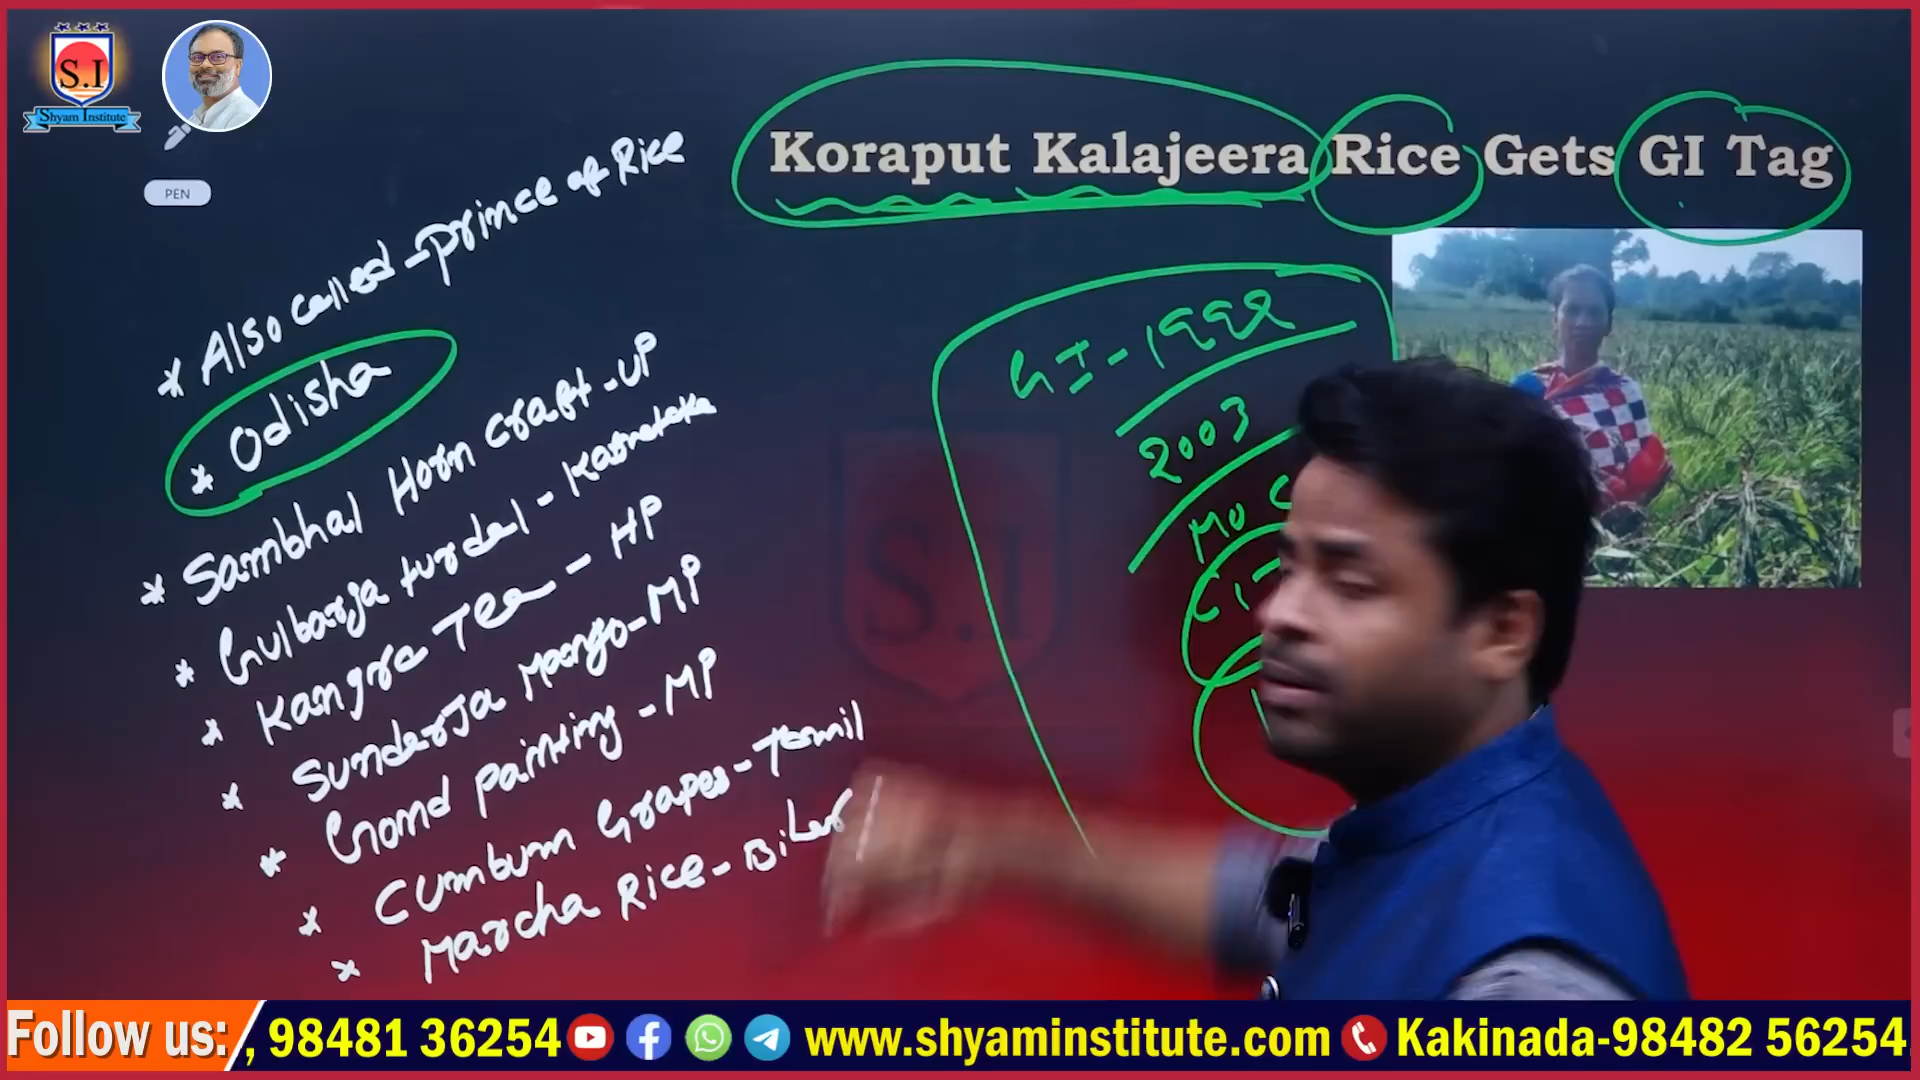 S.I
Shyam Institute
PEN
Koraput Kalajeera Rice Gets GI Tag
* Also called - prince of Rice
* Odisha
* Sambhal Horn craft - UP
* Gulbarja turdal - Karnataka
* Kangra Tea - HP
* Sunderja Mango - MP
* Gond painting - MP
* Cumbum Grapes - Tamil
* Marcha Rice - Bihar
GI - 1999
2003
S.I
Follow us: , 98481 36254 www.shyaminstitute.com Kakinada-98482 56254